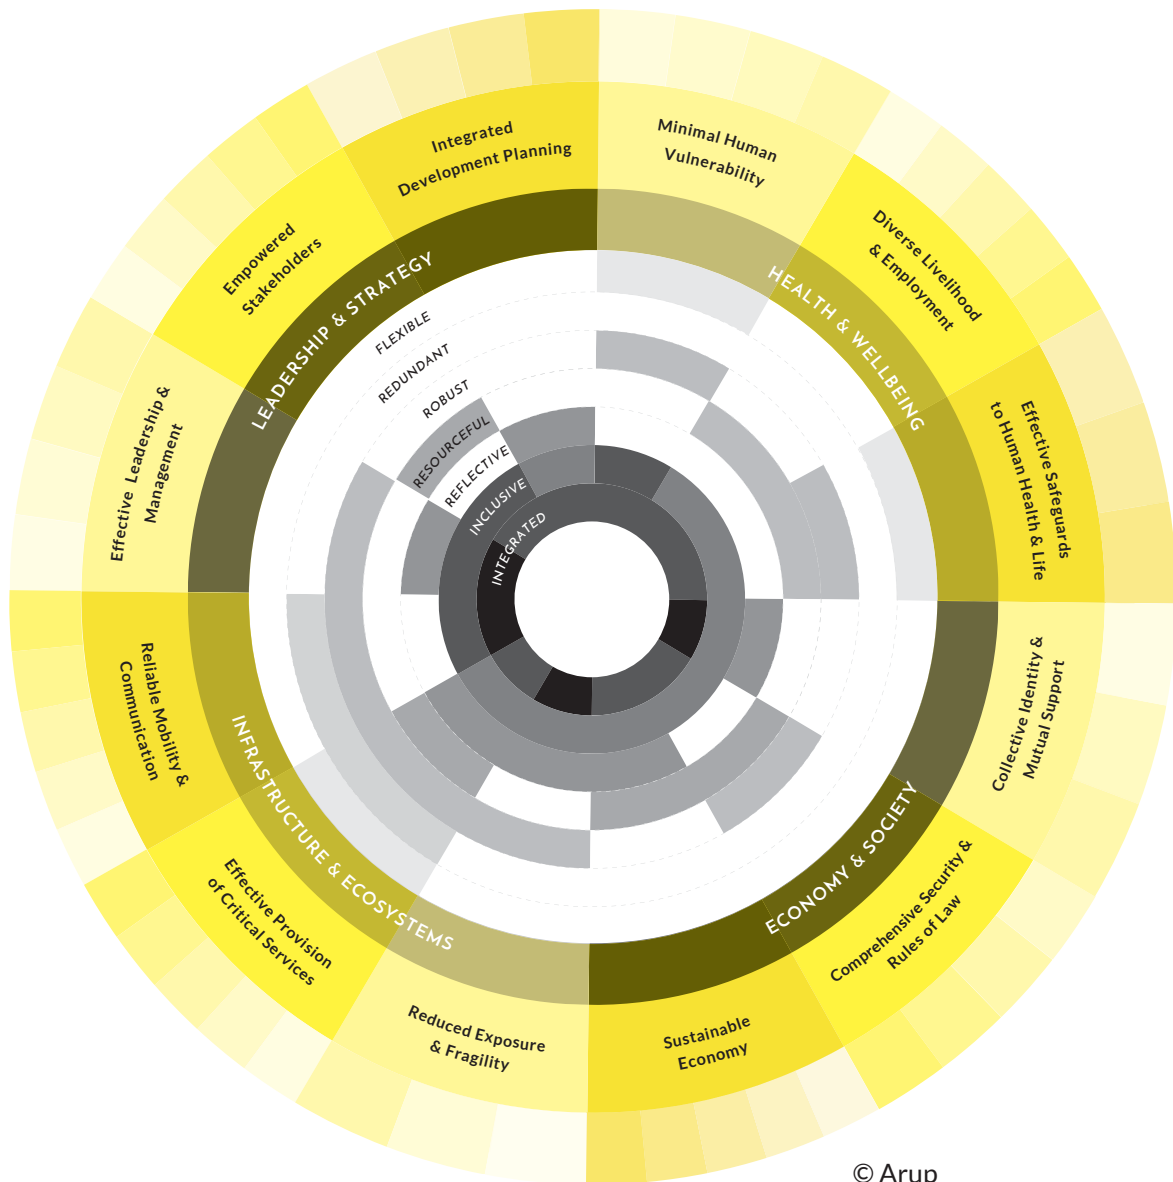 Integrated
Development Planning
Minimal Human
Vulnerability
Diverse Livelihood
& Employment
Effective Safeguards
to Human Health & Life
Collective Identity &
Mutual Support
Comprehensive Security &
Rules of Law
Sustainable
Economy
Reduced Exposure
& Fragility
Effective Provision
of Critical Services
Reliable Mobility &
Communication
Effective Leadership &
Management
Empowered
Stakeholders
LEADERSHIP & STRATEGY
HEALTH & WELLBEING
ECONOMY & SOCIETY
INFRASTRUCTURE & ECOSYSTEMS
FLEXIBLE
REDUNDANT
ROBUST
RESOURCEFUL
REFLECTIVE
INCLUSIVE
INTEGRATED
© Arup